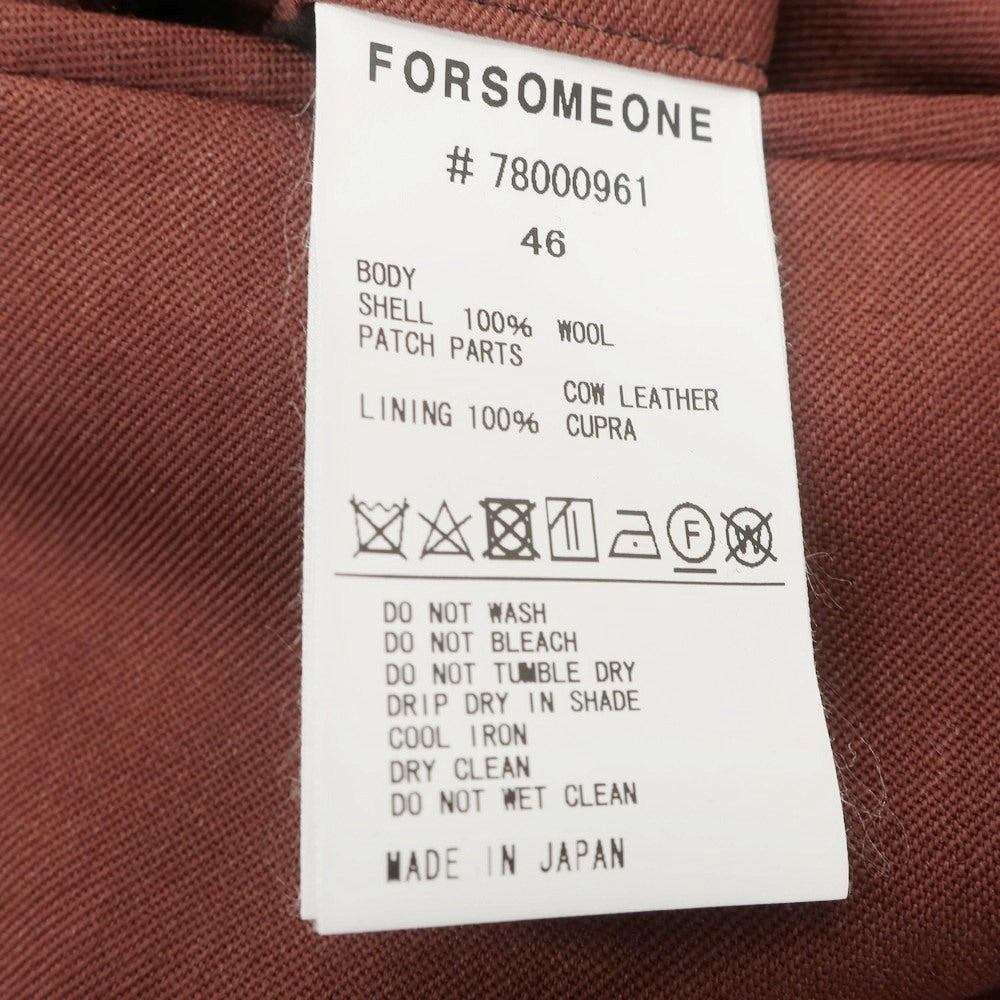 FORSOMEONE
# 78000961
46
BODY
SHELL 100% WOOL
PATCH PARTS
COW LEATHER
LINING 100% CUPRA
F
W
DO NOT WASH
DO NOT BLEACH
DO NOT TUMBLE DRY
DRIP DRY IN SHADE
COOL IRON
DRY CLEAN
DO NOT WET CLEAN
MADE IN JAPAN